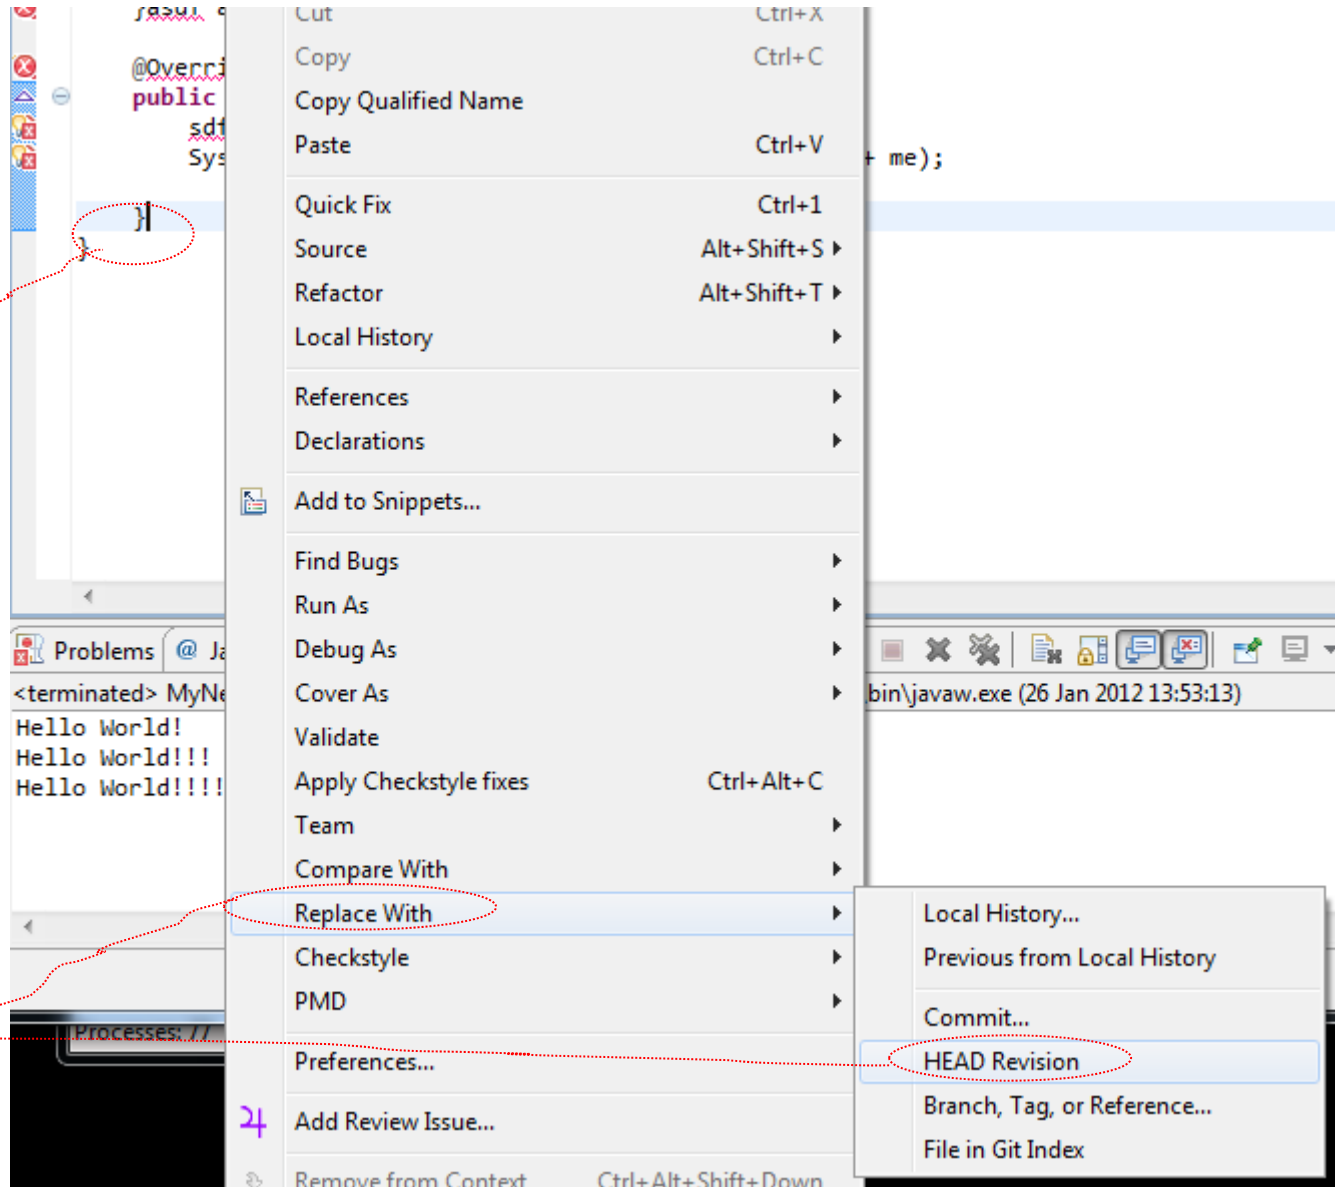 Cut Ctrl+X
@Overri
Copy Ctrl+C
public
Copy Qualified Name
sdf
Paste Ctrl+V
Sys + me);
Quick Fix Ctrl+1
}
Source Alt+Shift+S
}
Refactor Alt+Shift+T
Local History
References
Declarations
Add to Snippets...
Find Bugs
Run As
Problems @ Ja
Debug As
<terminated> MyNe bin\javaw.exe (26 Jan 2012 13:53:13)
Cover As
Hello World!
Validate
Hello World!!!
Hello World!!!!
Apply Checkstyle fixes Ctrl+Alt+C
Team
Compare With
Replace With
Checkstyle
PMD
Preferences...
Add Review Issue...
Remove from Context Ctrl+Alt+Shift+Down
Local History...
Previous from Local History
Commit...
HEAD Revision
Branch, Tag, or Reference...
File in Git Index
Processes: 77